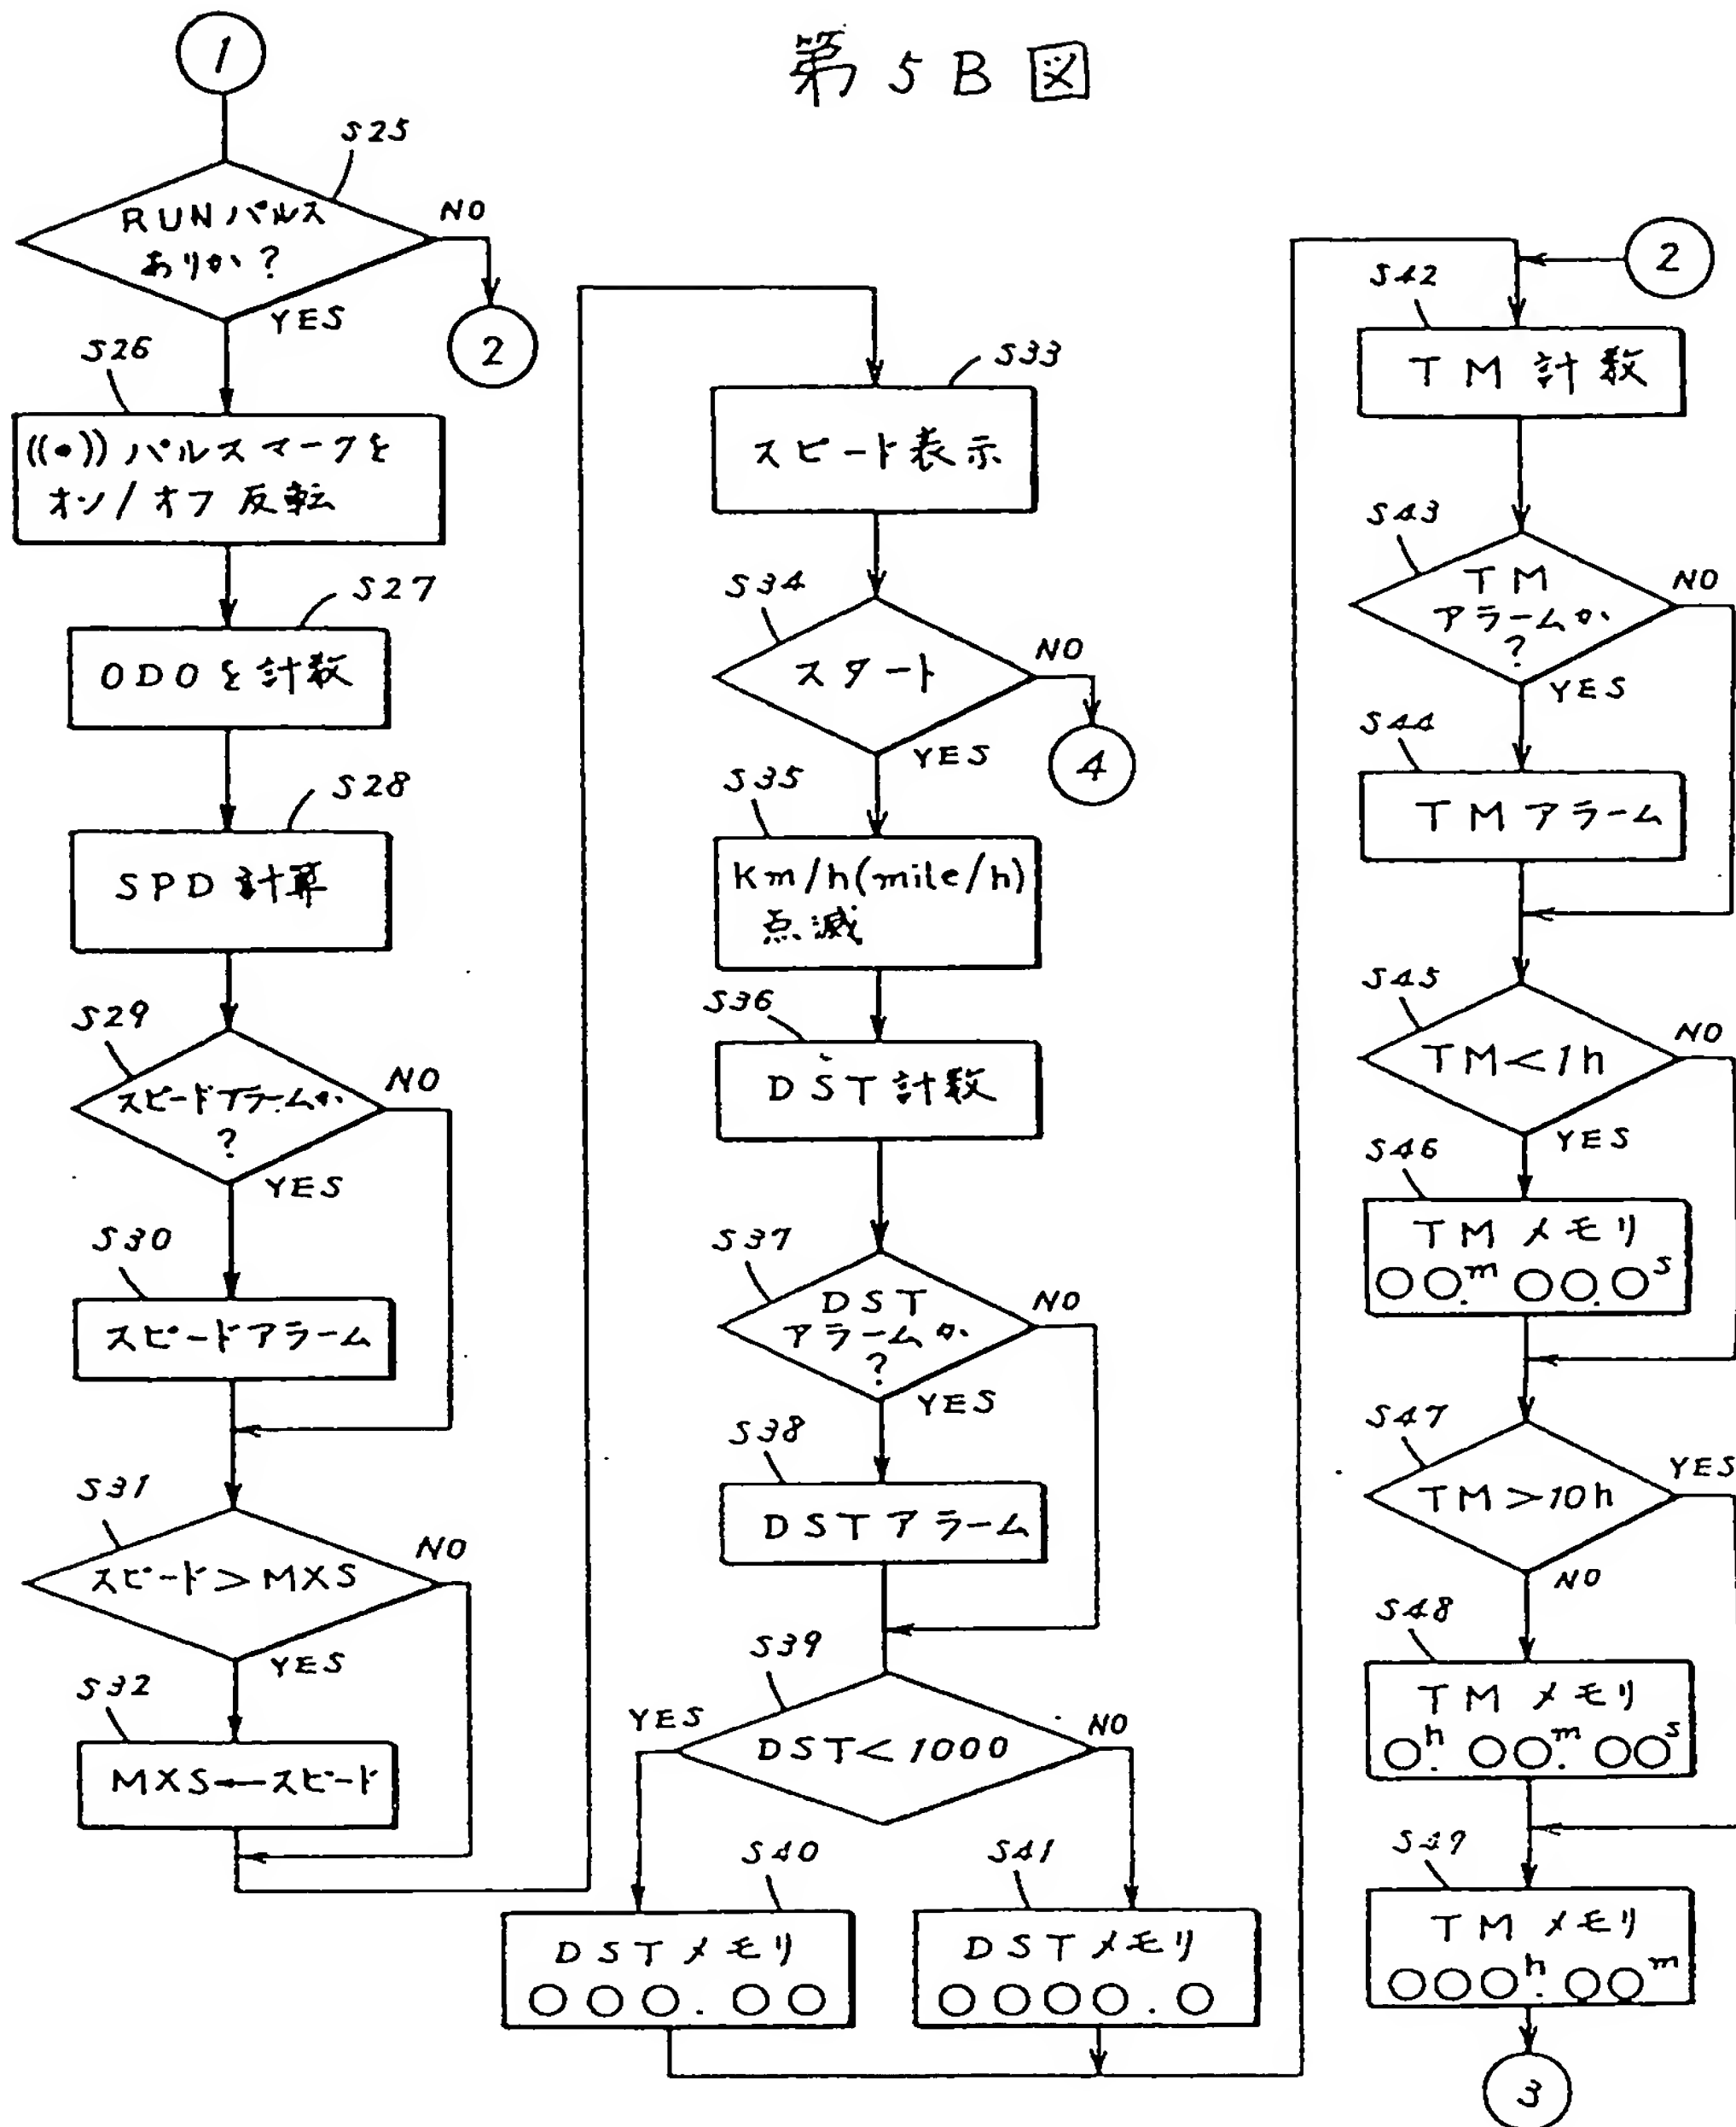 第5B図
1
S25
RUNパルス
ありか?
NO
2
YES
S26
((•))パルスマークを
オン/オフ反転
S27
ODOを計数
S28
SPD計算
S29
スピードアラームか
?
NO
YES
S30
スピードアラーム
S31
スピード>MXS
NO
YES
S32
MXS←スピード
S33
スピード表示
S34
スタート
NO
4
YES
S35
Km/h(mile/h)
点滅
S36
DST計数
S37
DST
アラームか
?
NO
YES
S38
DSTアラーム
S39
YES
DST<1000
NO
S40
DSTメモリ
○○○.○○
S41
DSTメモリ
○○○○.○
2
S42
TM計数
S43
TM
アラームか
?
NO
YES
S44
TMアラーム
S45
TM<1h
NO
YES
S46
TMメモリ
○○.m○○.○s
S47
TM>10h
YES
NO
S48
TMメモリ
○.h○○.m○○s
S49
TMメモリ
○○○.h○○m
3